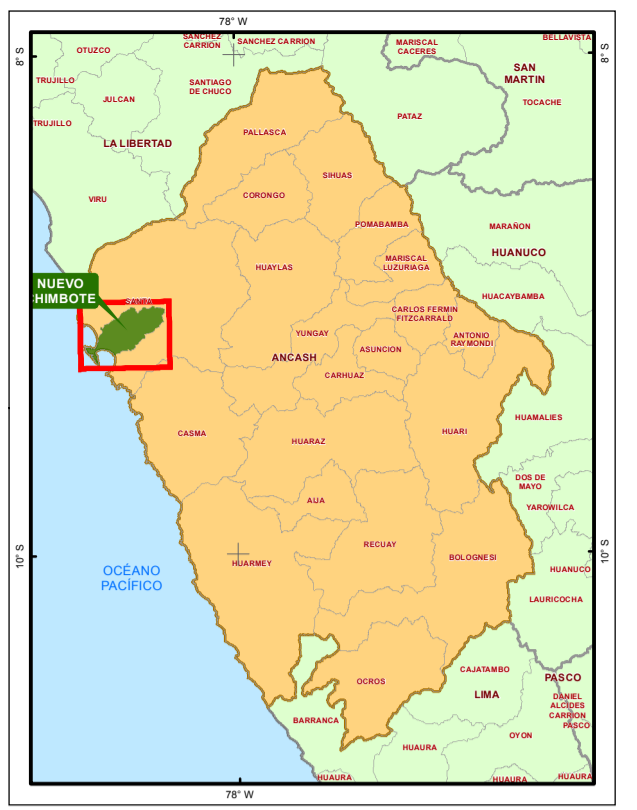 78° W
SANCHEZ
CARRIÓN
SANCHEZ CARRION
BELLAVISTA
OTUZCO
MARISCAL
CACERES
8° S
8° S
SAN
MARTIN
TRUJILLO
SANTIAGO
DE CHUCO
JULCAN
TOCACHE
TRUJILLO
PATAZ
PALLASCA
LA LIBERTAD
SIHUAS
CORONGO
VIRU
POMABAMBA
MARAÑON
HUANUCO
MARISCAL
LUZURIAGA
HUAYLAS
NUEVO
HIMBOTE
SANTA
HUACAYBAMBA
CARLOS FERMIN
FITZCARRALD
YUNGAY
ANTONIO
RAYMONDI
ASUNCION
ANCASH
CARHUAZ
HUAMALIES
CASMA
HUARI
HUARAZ
DOS DE
MAYO
AIJA
YAROWILCA
RECUAY
10° S
10° S
BOLOGNESI
HUARMEY
OCÉANO
PACÍFICO
HUANUCO
LAURICOCHA
CAJATAMBO
PASCO
OCROS
LIMA
DANIEL
ALCIDES
CARRION
PASCO
BARRANCA
OYON
HUAURA
HUAURA
HUAURA
HUAURA
78° W